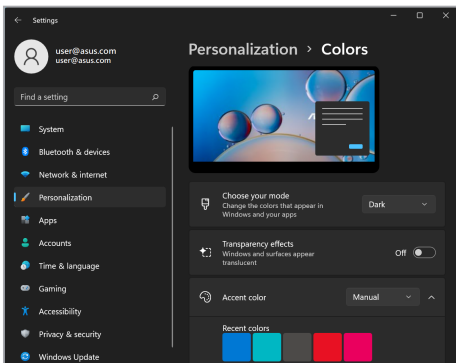 Settings
user@asus.com
user@asus.com
Find a setting
System
Bluetooth & devices
Network & internet
Personalization
Apps
Accounts
Time & language
Gaming
Accessibility
Privacy & security
Windows Update
Personalization > Colors
Choose your mode
Change the colors that appear in
Windows and your apps
Dark
Transparency effects
Windows and surfaces appear
translucent
Off
Accent color
Manual
Recent colors